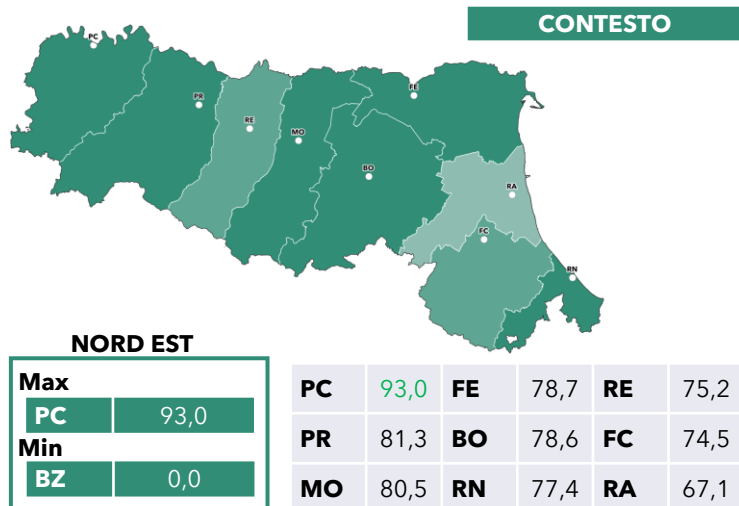 CONTESTO
PC
PR
RE
MO
FE
BO
RA
FC
RN
NORD EST
Max
PC 93,0
Min
BZ 0,0
PC 93,0 FE 78,7 RE 75,2
PR 81,3 BO 78,6 FC 74,5
MO 80,5 RN 77,4 RA 67,1